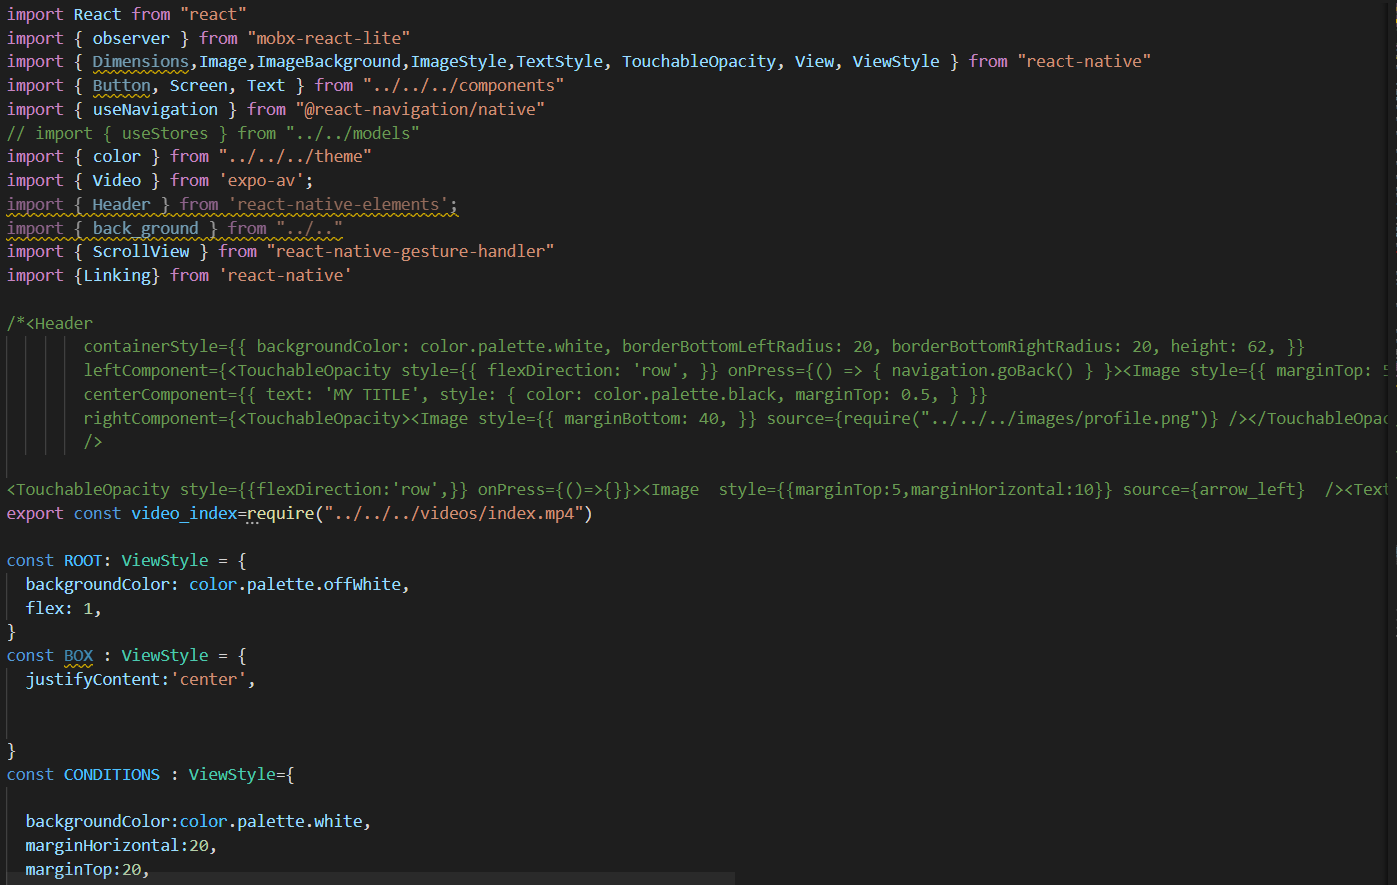 import React from "react"
import { observer } from "mobx-react-lite"
import { Dimensions,Image,ImageBackground,ImageStyle,TextStyle, TouchableOpacity, View, ViewStyle } from "react-native"
import { Button, Screen, Text } from "../../../components"
import { useNavigation } from "@react-navigation/native"
// import { useStores } from "../../models"
import { color } from "../../../theme"
import { Video } from 'expo-av';
import { Header } from 'react-native-elements';
import { back_ground } from "../.."
import { ScrollView } from "react-native-gesture-handler"
import {Linking} from 'react-native'
/*<Header
containerStyle={{ backgroundColor: color.palette.white, borderBottomLeftRadius: 20, borderBottomRightRadius: 20, height: 62, }}
leftComponent={<TouchableOpacity style={{ flexDirection: 'row', }} onPress={() => { navigation.goBack() } }><Image style={{ marginTop: 5
centerComponent={{ text: 'MY TITLE', style: { color: color.palette.black, marginTop: 0.5, } }}
rightComponent={<TouchableOpacity><Image style={{ marginBottom: 40, }} source={require("../../../images/profile.png")} /></TouchableOpac
/>
<TouchableOpacity style={{flexDirection:'row',}} onPress={()=>{}}><Image  style={{marginTop:5,marginHorizontal:10}} source={arrow_left}  /><Text
export const video_index=require("../../../videos/index.mp4")
const ROOT: ViewStyle = {
backgroundColor: color.palette.offWhite,
flex: 1,
}
const BOX : ViewStyle = {
justifyContent:'center',
}
const CONDITIONS : ViewStyle={
backgroundColor:color.palette.white,
marginHorizontal:20,
marginTop:20,